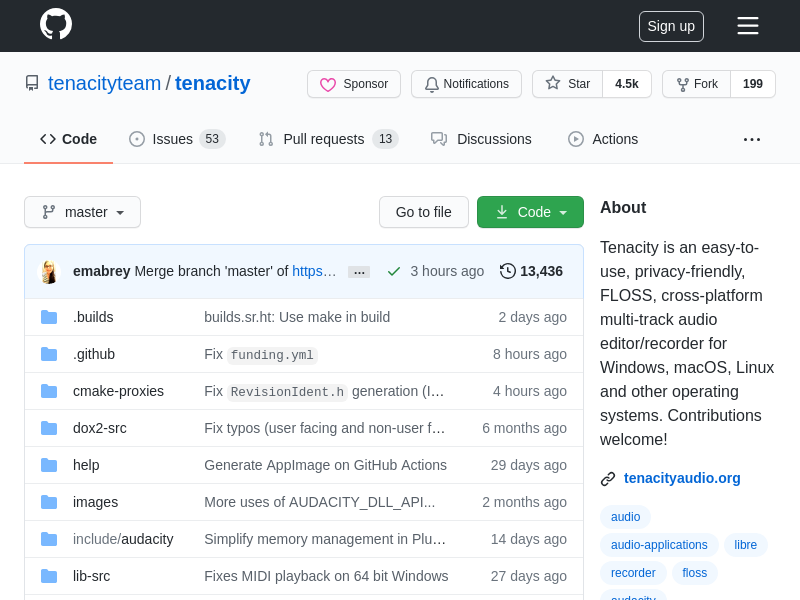 Sign up
tenacityteam / tenacity
Sponsor
Notifications
Star 4.5k
Fork 199
Code
Issues 53
Pull requests 13
Discussions
Actions
master
Go to file
Code
emabrey Merge branch 'master' of https… … 3 hours ago 13,436
.builds builds.sr.ht: Use make in build 2 days ago
.github Fix funding.yml 8 hours ago
cmake-proxies Fix RevisionIdent.h generation (I… 4 hours ago
dox2-src Fix typos (user facing and non-user f… 6 months ago
help Generate AppImage on GitHub Actions 29 days ago
images More uses of AUDACITY_DLL_API... 2 months ago
include/audacity Simplify memory management in Plu… 14 days ago
lib-src Fixes MIDI playback on 64 bit Windows 27 days ago
About
Tenacity is an easy-to-
use, privacy-friendly,
FLOSS, cross-platform
multi-track audio
editor/recorder for
Windows, macOS, Linux
and other operating
systems. Contributions
welcome!
tenacityaudio.org
audio
audio-applications libre
recorder floss
audacity